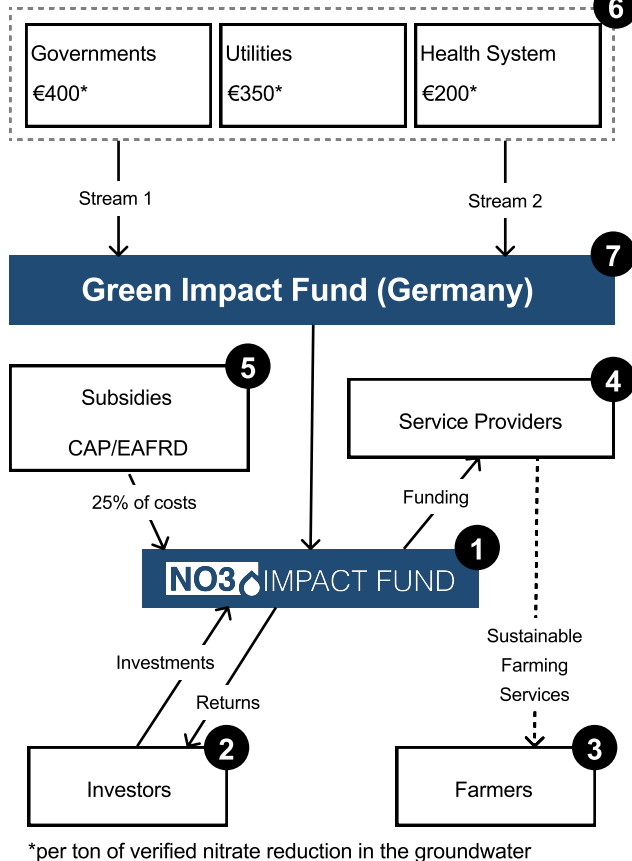 6
Governments
€400*
Utilities
€350*
Health System
€200*
Stream 1
Stream 2
7
Green Impact Fund (Germany)
5
Subsidies
CAP/EAFRD
4
Service Providers
25% of costs
Funding
1
NO3 IMPACT FUND
Sustainable
Farming
Services
Investments
Returns
2
Investors
3
Farmers
*per ton of verified nitrate reduction in the groundwater